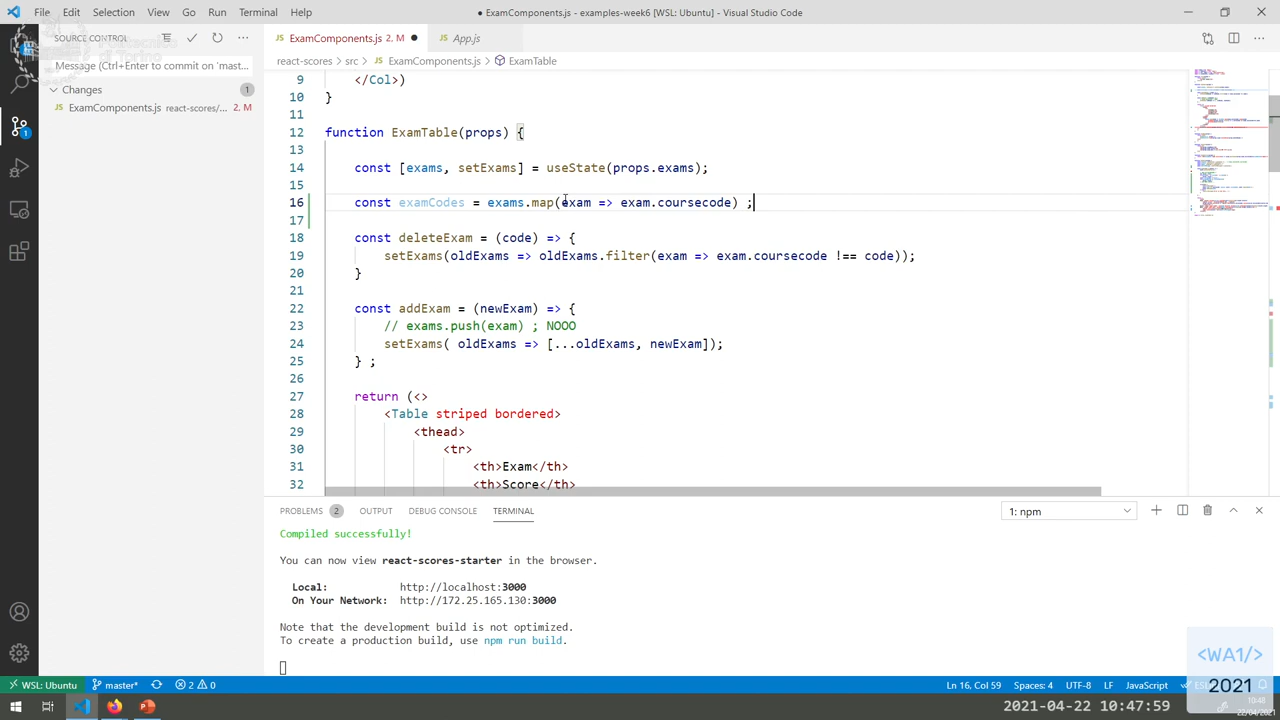 File Edit Selection View Go Run Terminal Help
● ExamComponents.js - examples-week6 [WSL: Ubuntu] - Visual Studio Code
SOURCE CONTROL
ExamComponents.js 2, M
App.js
Message (Ctrl+Enter to commit on 'mast...
react-scores > src > ExamComponents.js > ExamTable
Changes 1
ExamComponents.js react-scores/... 2, M
9 </Col>)
10 }
11
12 function ExamTable(props) {
13
14 const [exams, setExams] = useState(props.exams);
15
16 const examCodes = exams.map(exam => exam.coursecode) ;
17
18 const deleteExam = (code) => {
19 setExams(oldExams => oldExams.filter(exam => exam.coursecode !== code));
20 }
21
22 const addExam = (newExam) => {
23 // exams.push(exam) ; NOOO
24 setExams( oldExams => [...oldExams, newExam]);
25 } ;
26
27 return (<>
28 <Table striped bordered>
29 <thead>
30 <tr>
31 <th>Exam</th>
32 <th>Score</th>
PROBLEMS 2 OUTPUT DEBUG CONSOLE TERMINAL 1: npm
Compiled successfully!
You can now view react-scores-starter in the browser.
Local: http://localhost:3000
On Your Network: http://172.25.165.130:3000
Note that the development build is not optimized.
To create a production build, use npm run build.
<WA1/>
2021
WSL: Ubuntu master* 2 0 Ln 16, Col 59 Spaces: 4 UTF-8 LF JavaScript
2021-04-22 10:47:59
10:48
22/04/2021